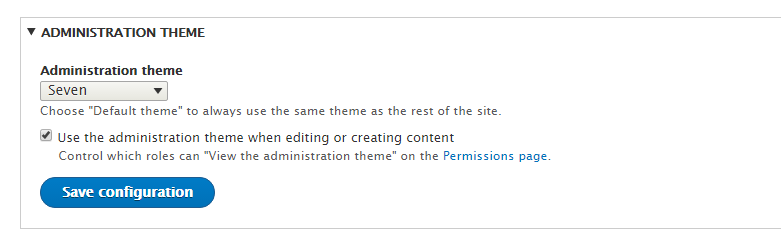 ADMINISTRATION THEME
Administration theme
Seven
Choose "Default theme" to always use the same theme as the rest of the site.
Use the administration theme when editing or creating content
Control which roles can "View the administration theme" on the Permissions page.
Save configuration